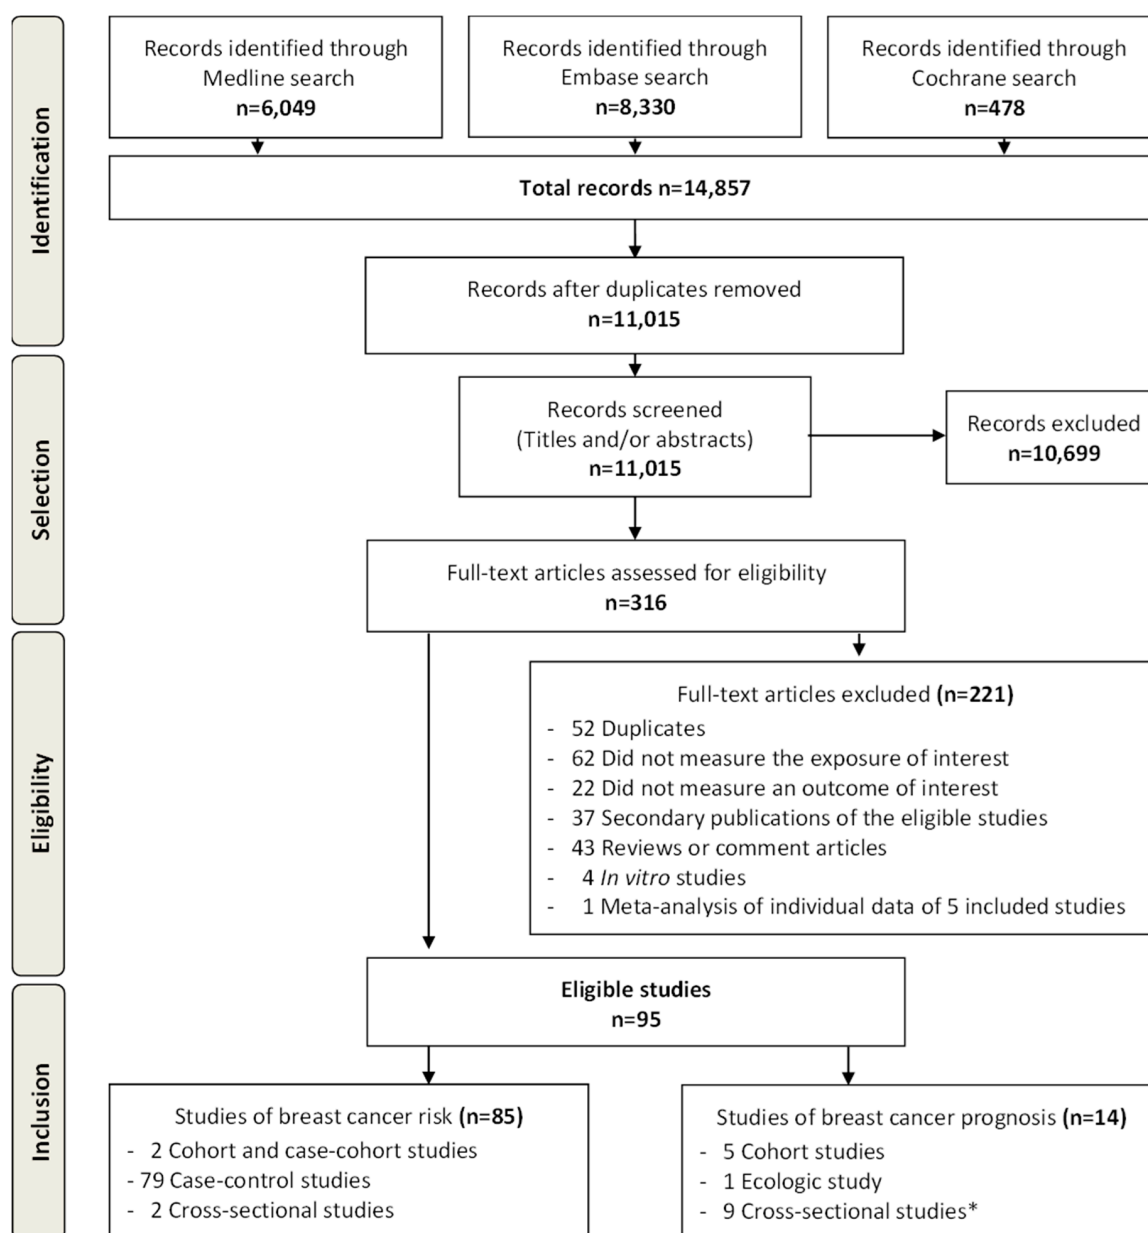 Identification
Records identified through
Medline search
n=6,049
Records identified through
Embase search
n=8,330
Records identified through
Cochrane search
n=478
Total records n=14,857
Records after duplicates removed
n=11,015
Selection
Records screened
(Titles and/or abstracts)
n=11,015
Records excluded
n=10,699
Full-text articles assessed for eligibility
n=316
Eligibility
Full-text articles excluded (n=221)
- 52 Duplicates
- 62 Did not measure the exposure of interest
- 22 Did not measure an outcome of interest
- 37 Secondary publications of the eligible studies
- 43 Reviews or comment articles
- 4 In vitro studies
- 1 Meta-analysis of individual data of 5 included studies
Eligible studies
n=95
Inclusion
Studies of breast cancer risk (n=85)
- 2 Cohort and case-cohort studies
- 79 Case-control studies
- 2 Cross-sectional studies
Studies of breast cancer prognosis (n=14)
- 5 Cohort studies
- 1 Ecologic study
- 9 Cross-sectional studies*